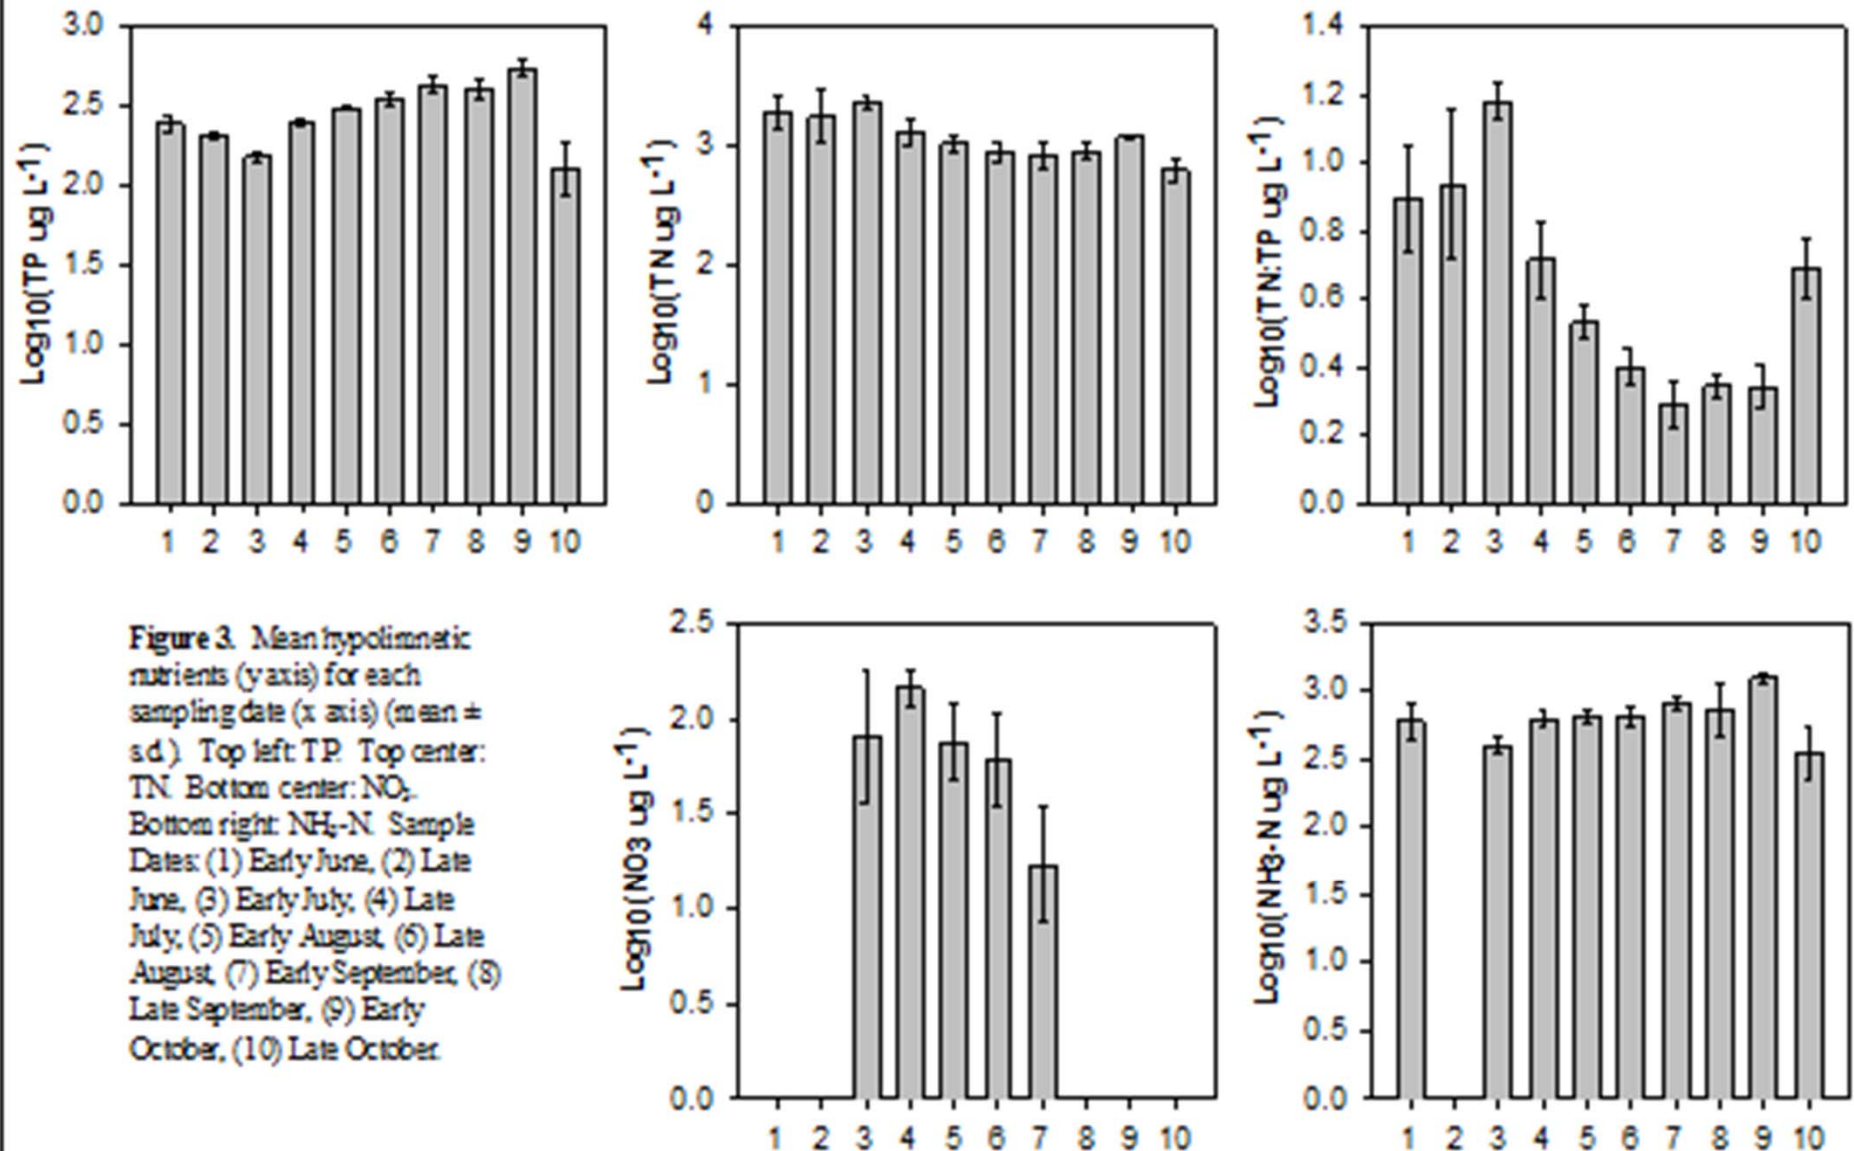 3.0
2.5
2.0
1.5
1.0
0.5
0.0
Log10(TP ug L-1)
1 2 3 4 5 6 7 8 9 10
4
3
2
1
0
Log10(TN ug L-1)
1 2 3 4 5 6 7 8 9 10
1.4
1.2
1.0
0.8
0.6
0.4
0.2
0.0
Log10(TN:TP ug L-1)
1 2 3 4 5 6 7 8 9 10
Figure 3. Mean hypolimnetic
nutrients (y axis) for each
sampling date (x axis) (mean ±
s.d.). Top left: TP. Top center:
TN. Bottom center: NO₃.
Bottom right: NH₃-N. Sample
Dates: (1) Early June, (2) Late
June, (3) Early July, (4) Late
July, (5) Early August, (6) Late
August, (7) Early September, (8)
Late September, (9) Early
October, (10) Late October.
2.5
2.0
1.5
1.0
0.5
0.0
Log10(NO3 ug L-1)
1 2 3 4 5 6 7 8 9 10
3.5
3.0
2.5
2.0
1.5
1.0
0.5
0.0
Log10(NH3-N ug L-1)
1 2 3 4 5 6 7 8 9 10